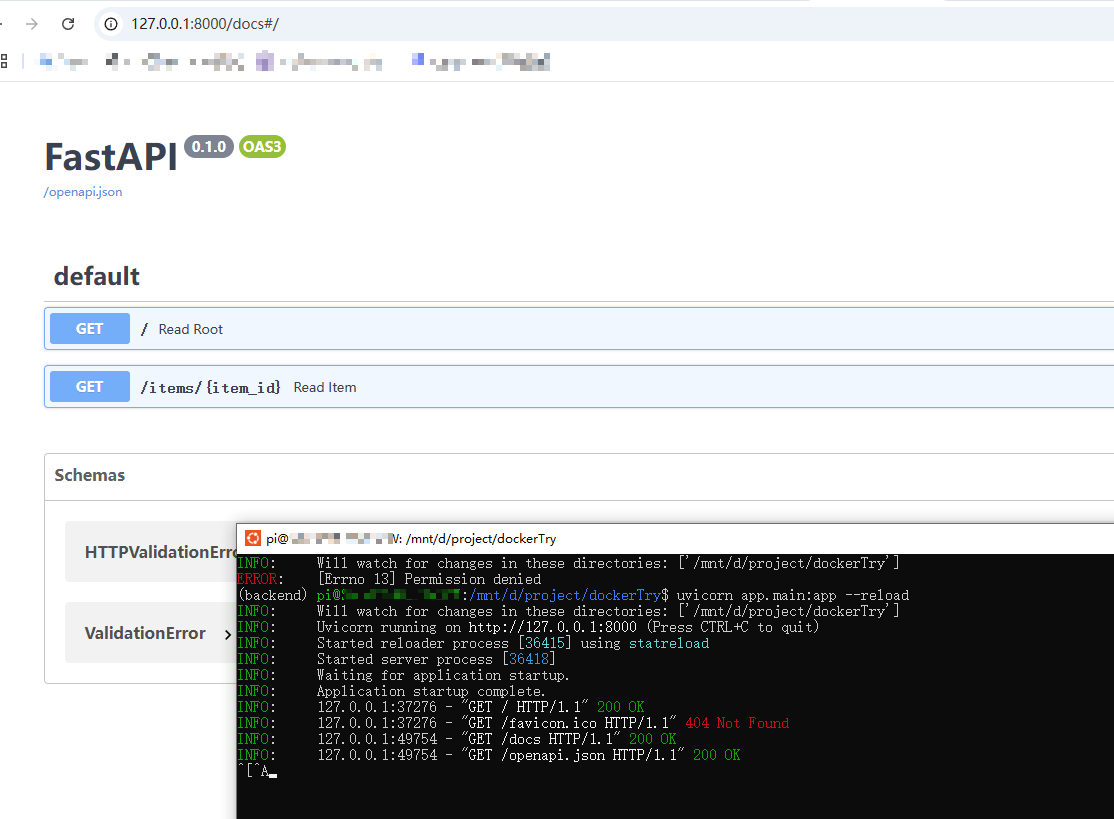 127.0.0.1:8000/docs#/
FastAPI 0.1.0 OAS3
/openapi.json
default
GET / Read Root
GET /items/{item_id} Read Item
Schemas
HTTPValidationErro
ValidationError
pi@ : /mnt/d/project/dockerTry
INFO: Will watch for changes in these directories: ['/mnt/d/project/dockerTry']
ERROR: [Errno 13] Permission denied
(backend) pi@ :/mnt/d/project/dockerTry$ uvicorn app.main:app --reload
INFO: Will watch for changes in these directories: ['/mnt/d/project/dockerTry']
INFO: Uvicorn running on http://127.0.0.1:8000 (Press CTRL+C to quit)
INFO: Started reloader process [36415] using statreload
INFO: Started server process [36418]
INFO: Waiting for application startup.
INFO: Application startup complete.
INFO: 127.0.0.1:37276 - "GET / HTTP/1.1" 200 OK
INFO: 127.0.0.1:37276 - "GET /favicon.ico HTTP/1.1" 404 Not Found
INFO: 127.0.0.1:49754 - "GET /docs HTTP/1.1" 200 OK
INFO: 127.0.0.1:49754 - "GET /openapi.json HTTP/1.1" 200 OK
^[^A